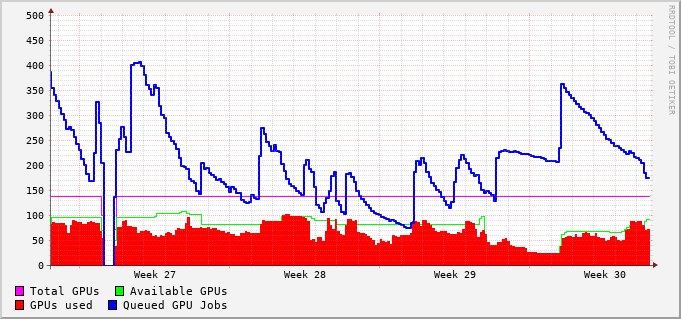 500
450
400
350
300
250
200
150
100
50
0
Week 27 Week 28 Week 29 Week 30
Total GPUs Available GPUs
GPUs used Queued GPU Jobs
RRDTOOL / TOBI OETIKER